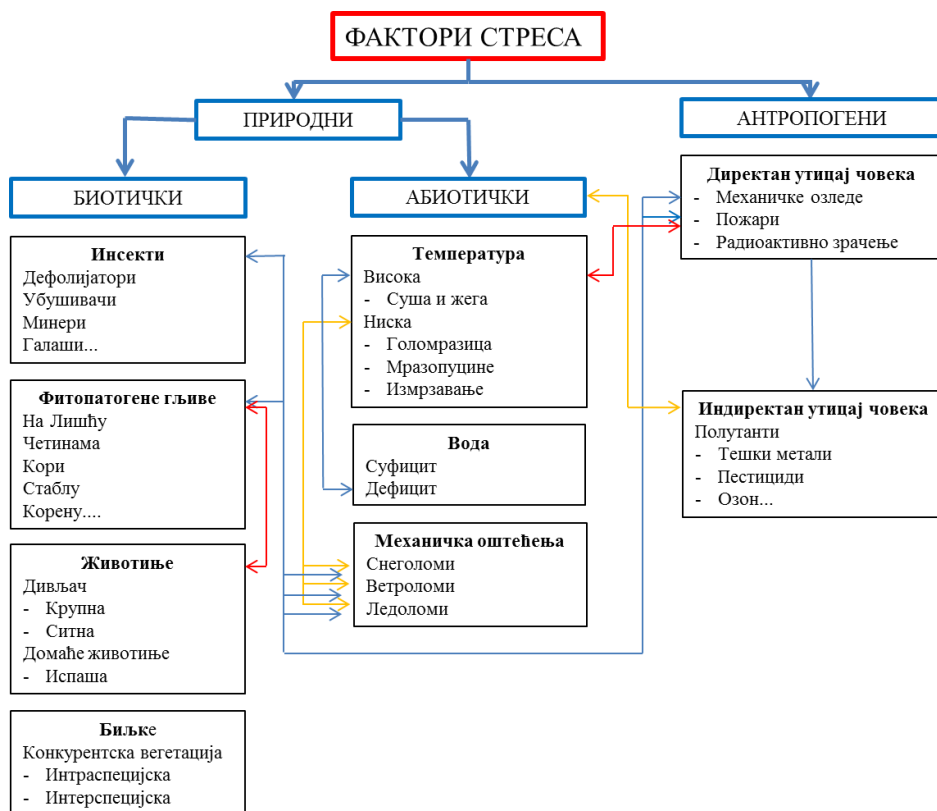 ФАКТОРИ СТРЕСА
ПРИРОДНИ
АНТРОПОГЕНИ
БИОТИЧКИ
АБИОТИЧКИ
Инсекти
Дефолијатори
Убушивачи
Минери
Галаши...
Фитопатогене гљиве
На Лишћу
Четинама
Кори
Стаблу
Корену....
Животиње
Дивљач
- Крупна
- Ситна
Домаће животиње
- Испаша
Биљке
Конкурентска вегетација
- Интраспецијска
- Интерспецијска
Температура
Висока
- Суша и жега
Ниска
- Голомразица
- Мразопуцине
- Измрзавање
Вода
Суфицит
Дефицит
Механичка оштећења
Снеголоми
Ветроломи
Ледоломи
Директан утицај човека
- Механичке озледе
- Пожари
- Радиоактивно зрачење
Индиректан утицај човека
Полутанти
- Тешки метали
- Пестициди
- Озон...